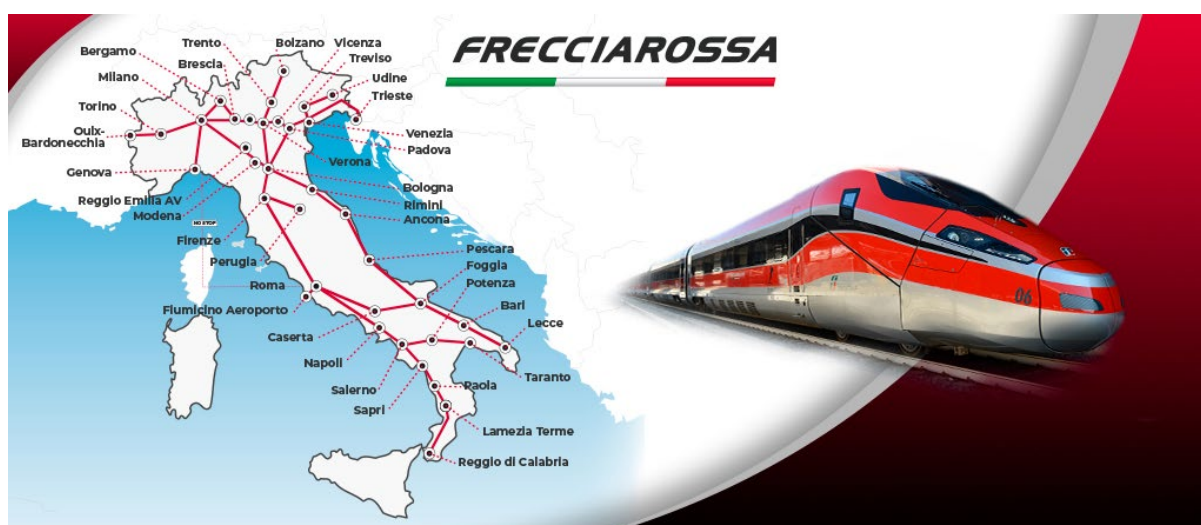 FRECCIAROSSA
Bergamo
Trento
Bolzano
Vicenza
Brescia
Treviso
Milano
Udine
Torino
Trieste
Oulx-
Bardonecchia
Venezia
Padova
Verona
Genova
Bologna
Reggio Emilia AV
Rimini
Modena
Ancona
NO STOP
Firenze
Perugia
Pescara
Foggia
Roma
Potenza
Fiumicino Aeroporto
Bari
Caserta
Lecce
Napoli
Taranto
Salerno
Paola
Sapri
Lamezia Terme
Reggio di Calabria
06